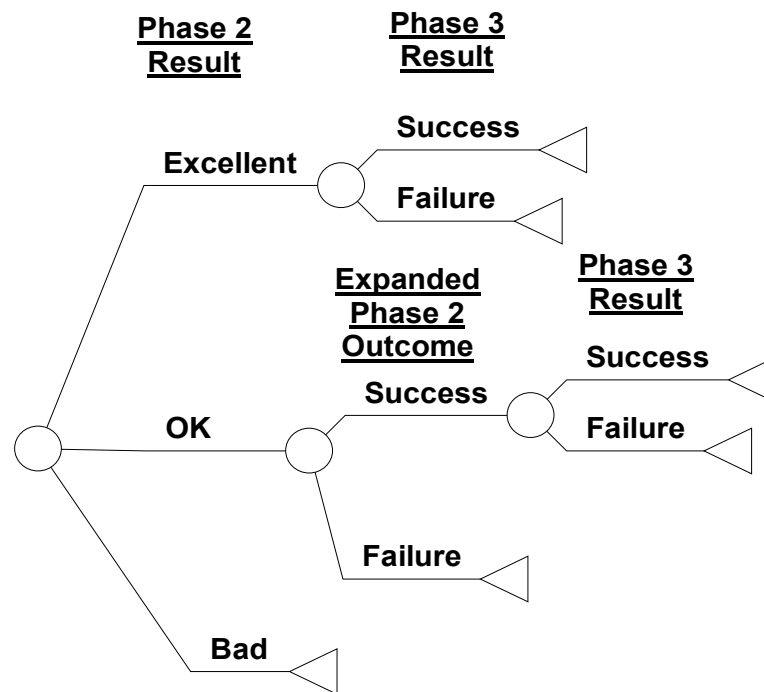 Phase 2
Result
Phase 3
Result
Success
Excellent
Failure
Expanded
Phase 2
Outcome
Phase 3
Result
Success
Success
OK
Failure
Failure
Bad